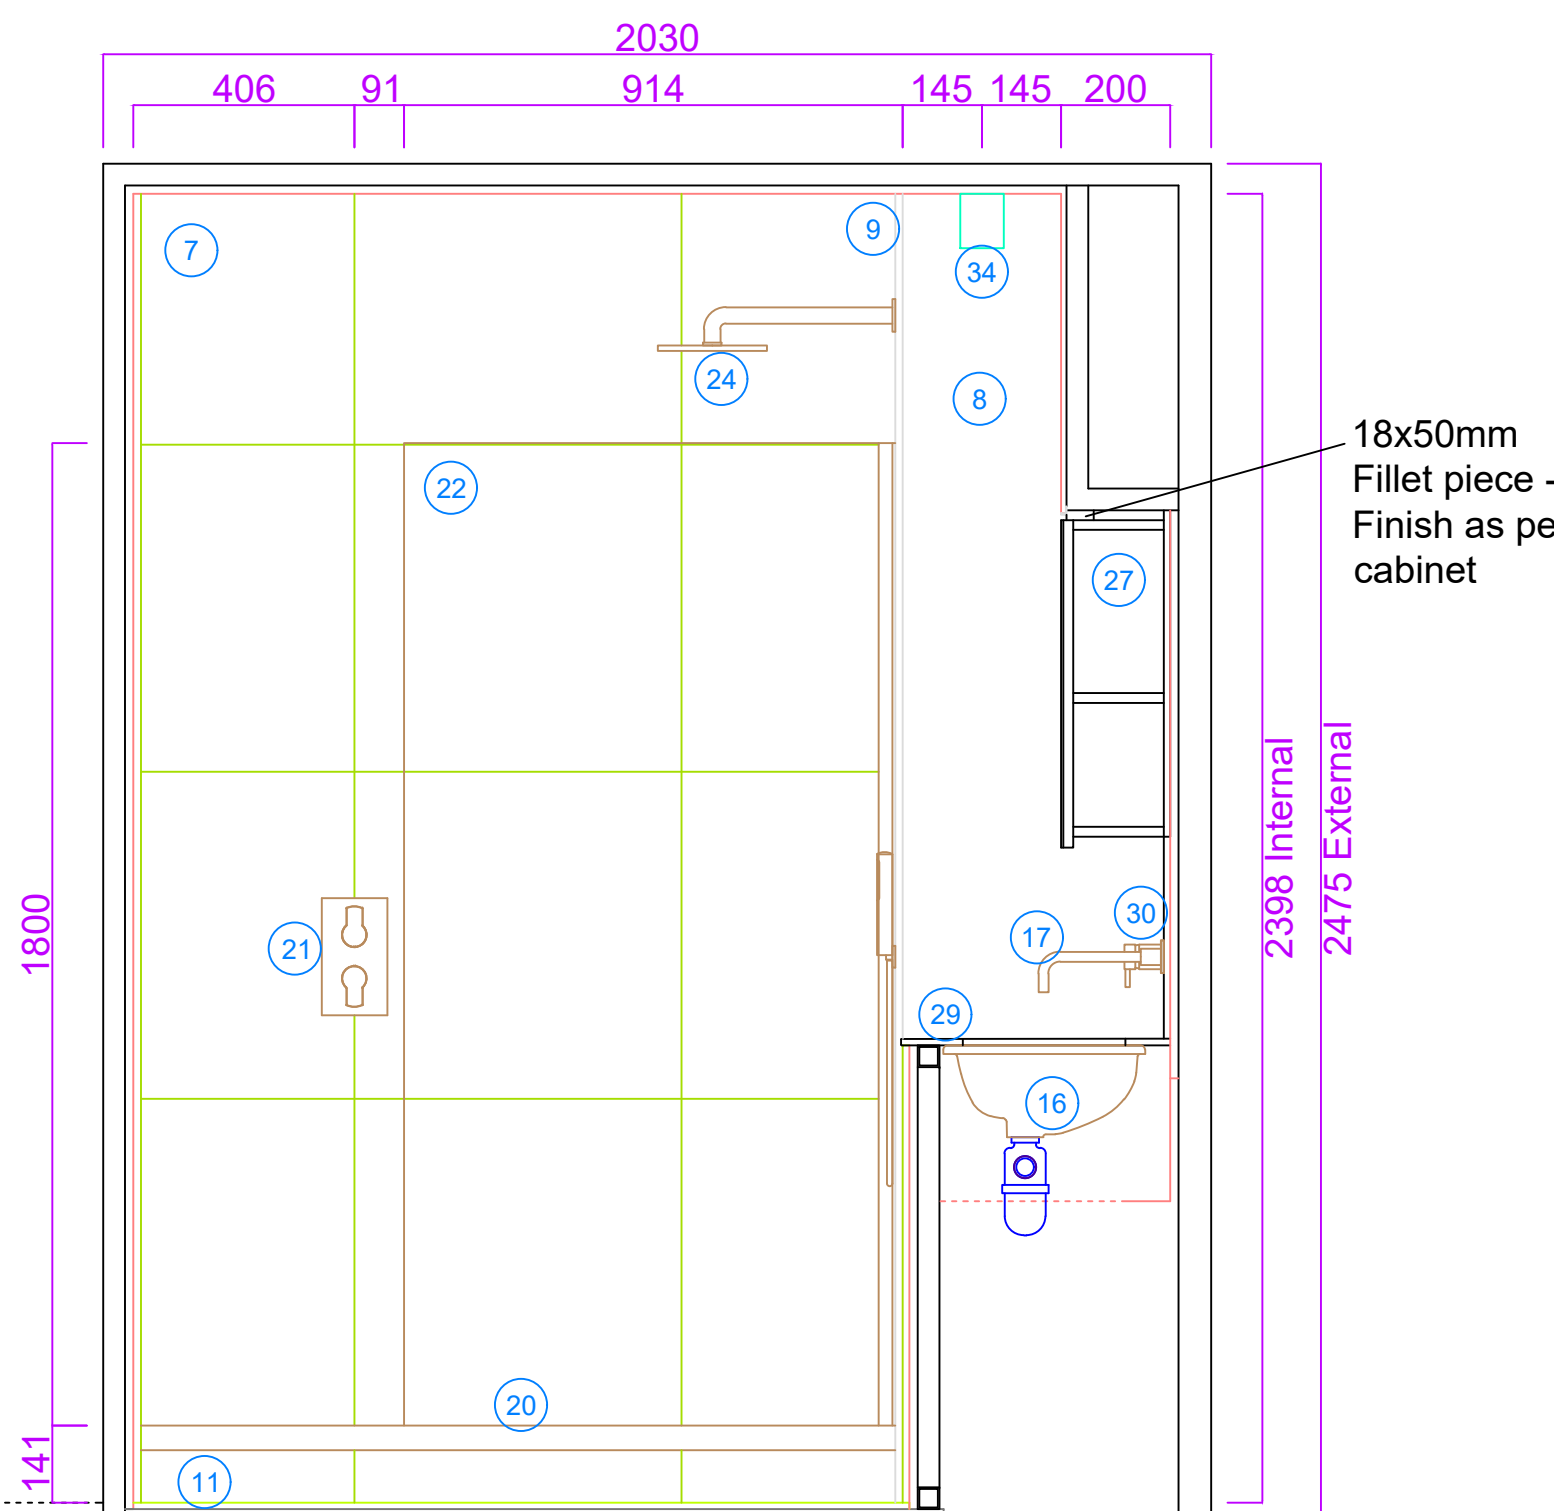 2030
406 91 914 145 145 200
7
9
34
24
8
18x50mm
Fillet piece -
Finish as pe
cabinet
22
27
2398 Internal
2475 External
1800
21
17
30
29
16
20
141
11